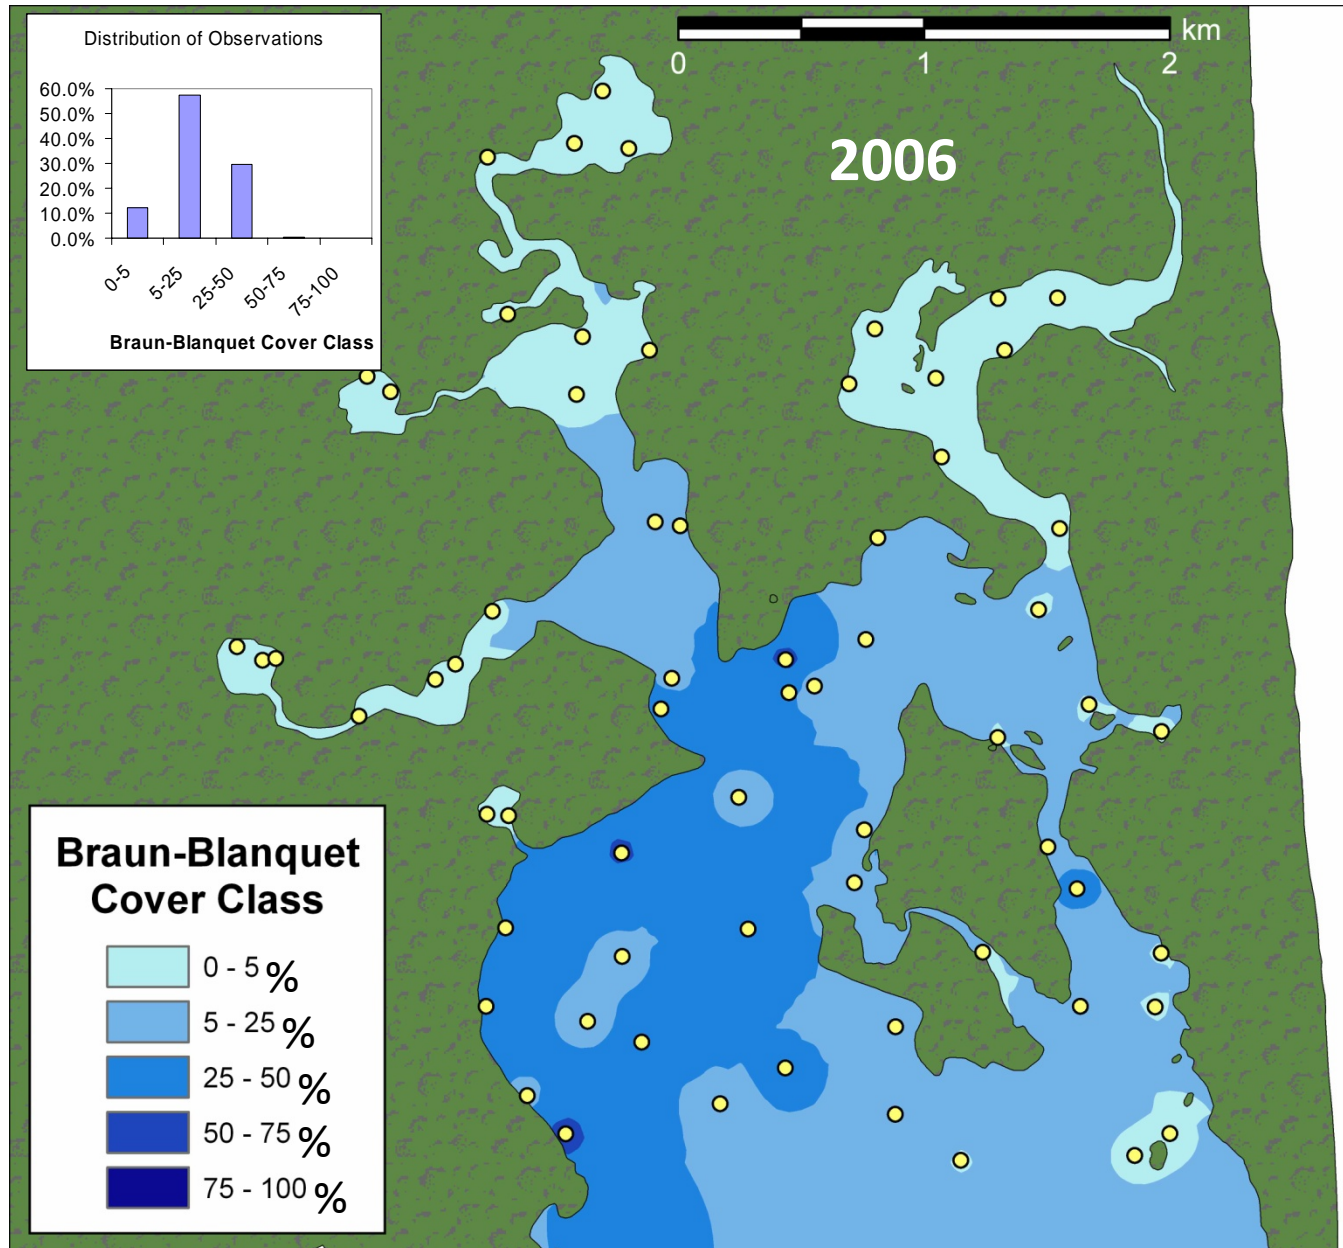 Distribution of Observations
60.0%
50.0%
40.0%
30.0%
20.0%
10.0%
0.0%
0-5
5-25
25-50
50-75
75-100
Braun-Blanquet Cover Class
km
0
1
2
2006
Braun-Blanquet
Cover Class
0 - 5 %
5 - 25 %
25 - 50 %
50 - 75 %
75 - 100 %